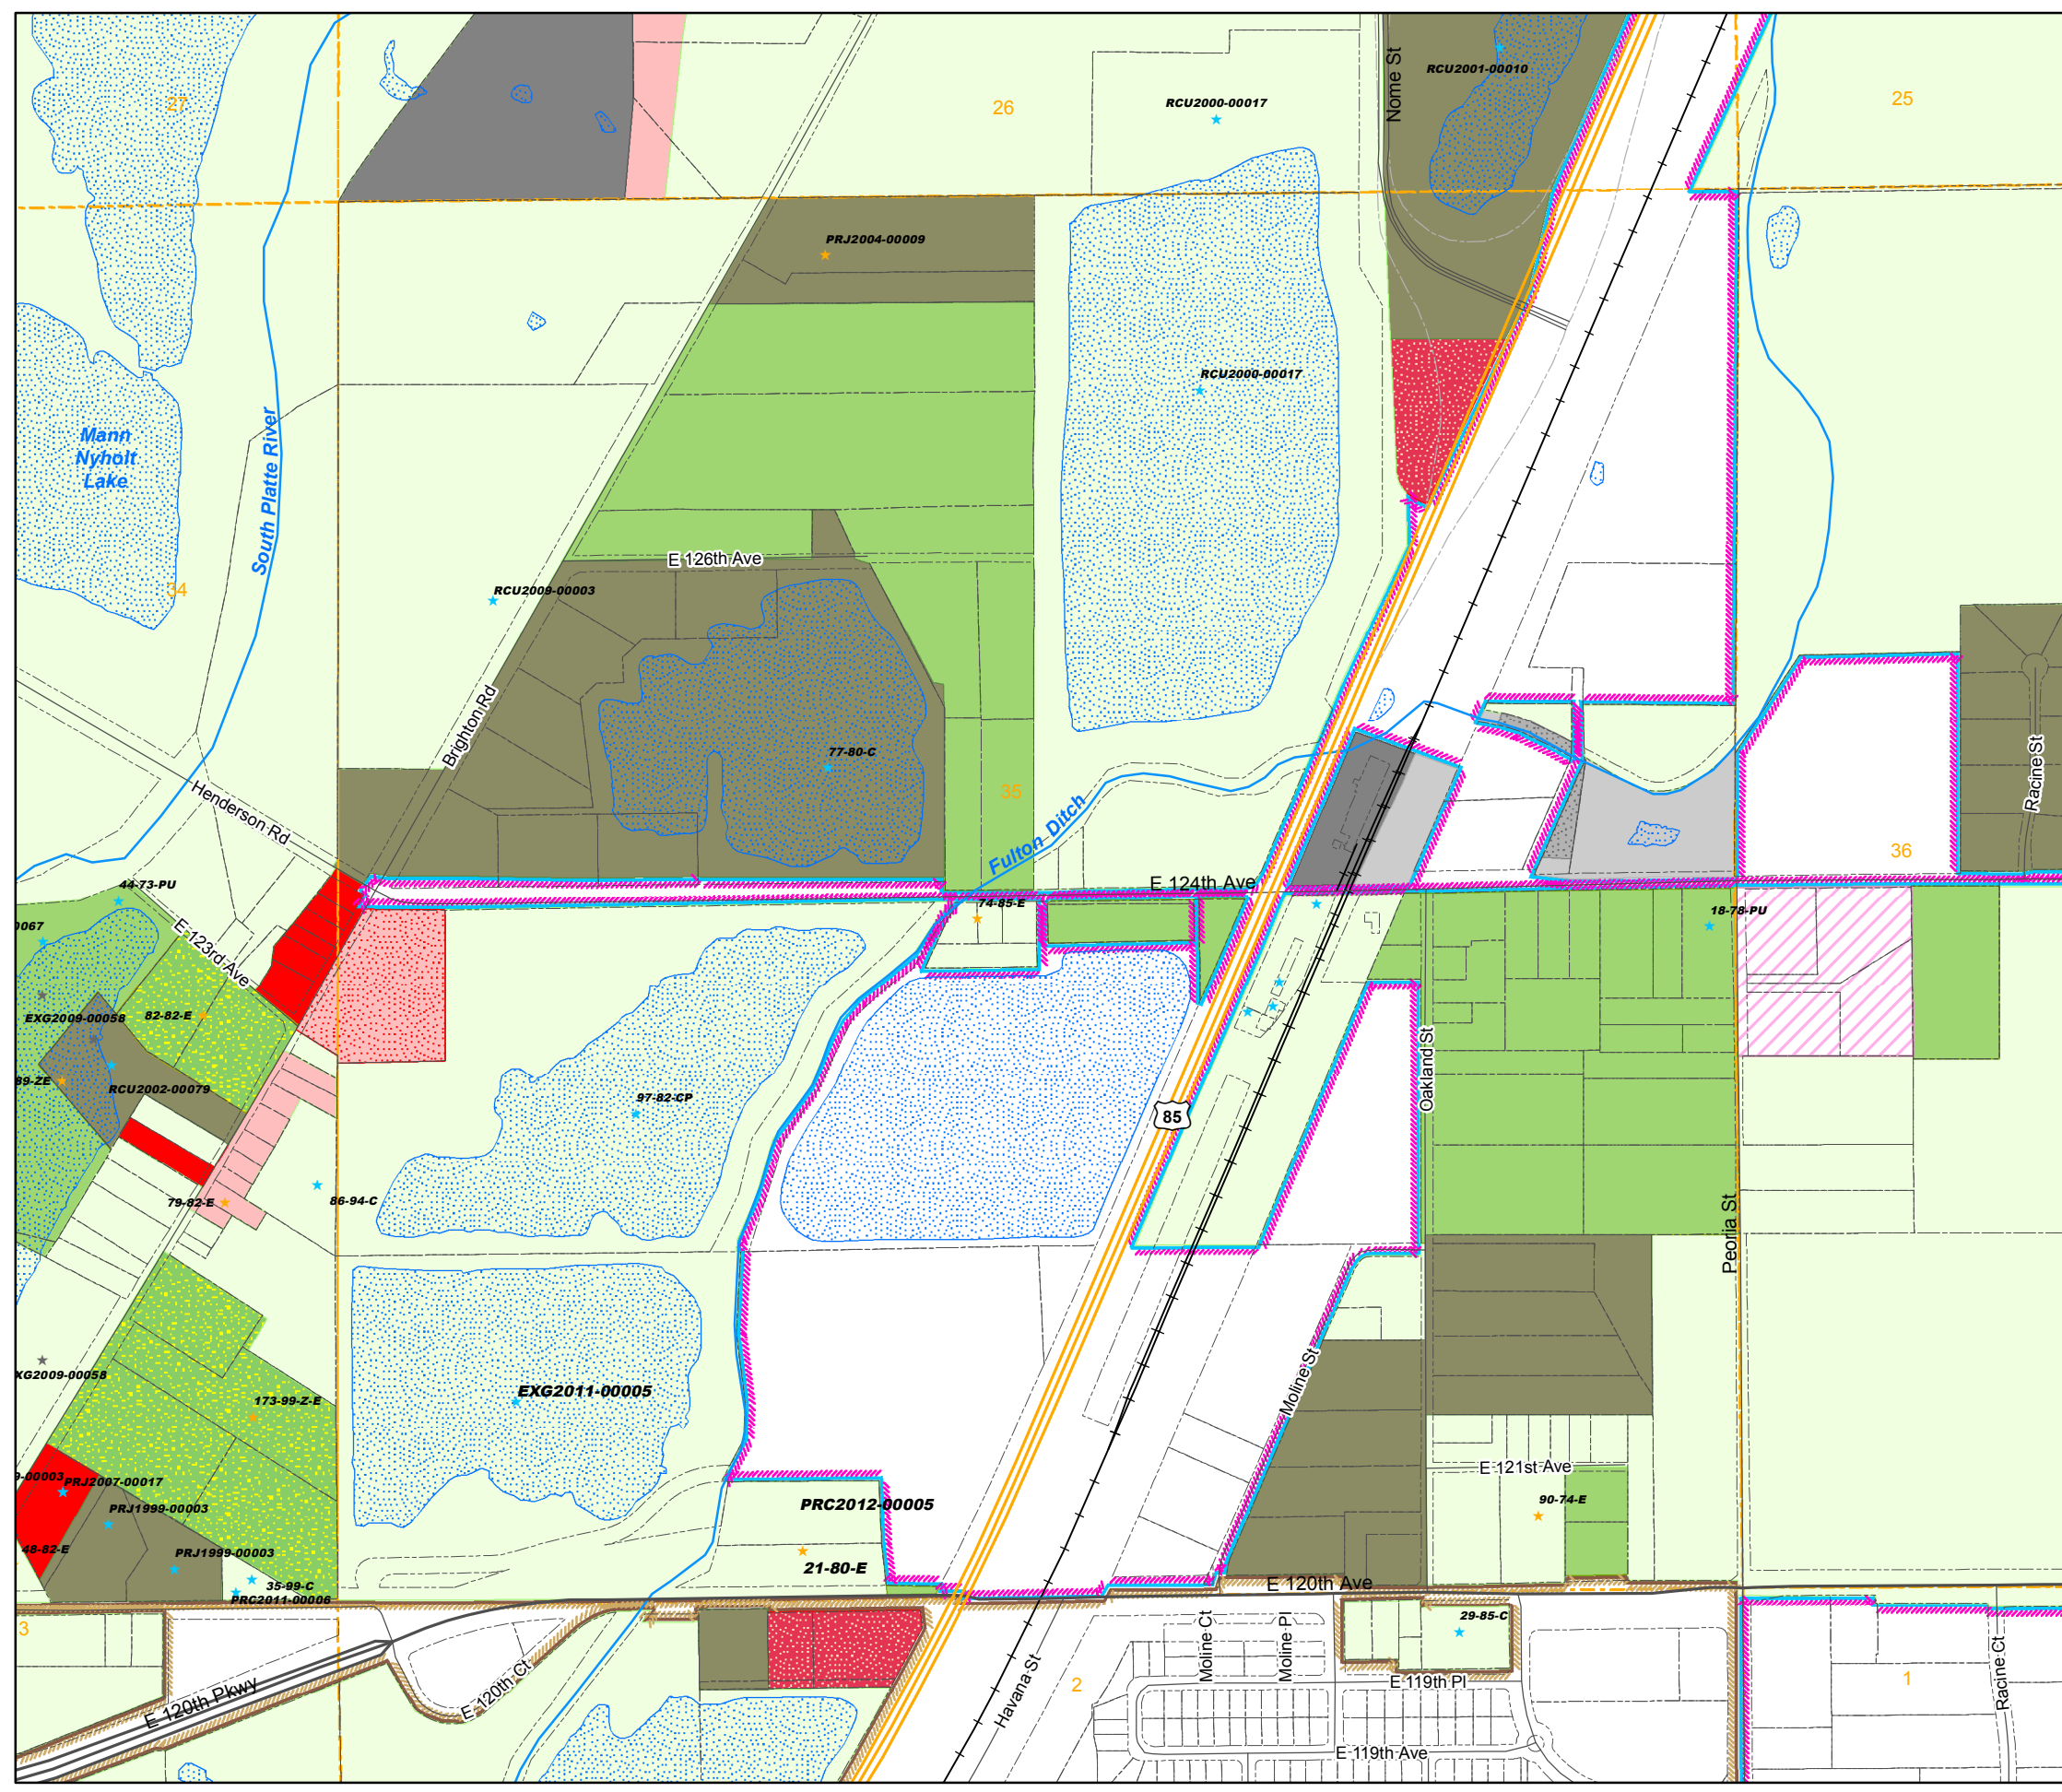 27
26
25
RCU2000-00017
RCU2001-00010
Nome St
PRJ2004-00009
RCU2000-00017
Mann
Nyholt
Lake
South Platte River
34
E 126th Ave
RCU2009-00003
Brighton Rd
77-80-C
35
Fulton Ditch
Henderson Rd
Racine St
36
44-73-PU
E 124th Ave
74-85-E
18-78-PU
0067
E 123rd Ave
EXG2009-00058
82-82-E
89-ZE
RCU2002-00079
97-82-CP
85
Oakland St
79-82-E
86-94-C
Peoria St
XG2009-00058
EXG2011-00005
173-99-Z-E
Moline St
9-00003
PRJ2007-00017
PRJ1999-00003
PRC2012-00005
E 121st Ave
90-74-E
48-82-E
PRJ1999-00003
21-80-E
35-99-C
PRC2011-00006
E 120th Ave
3
29-85-C
Moline Ct
Moline Pl
E 120th Pkwy
E 120th Ct
Havana St
2
E 119th Pl
1
Racine Ct
E 119th Ave